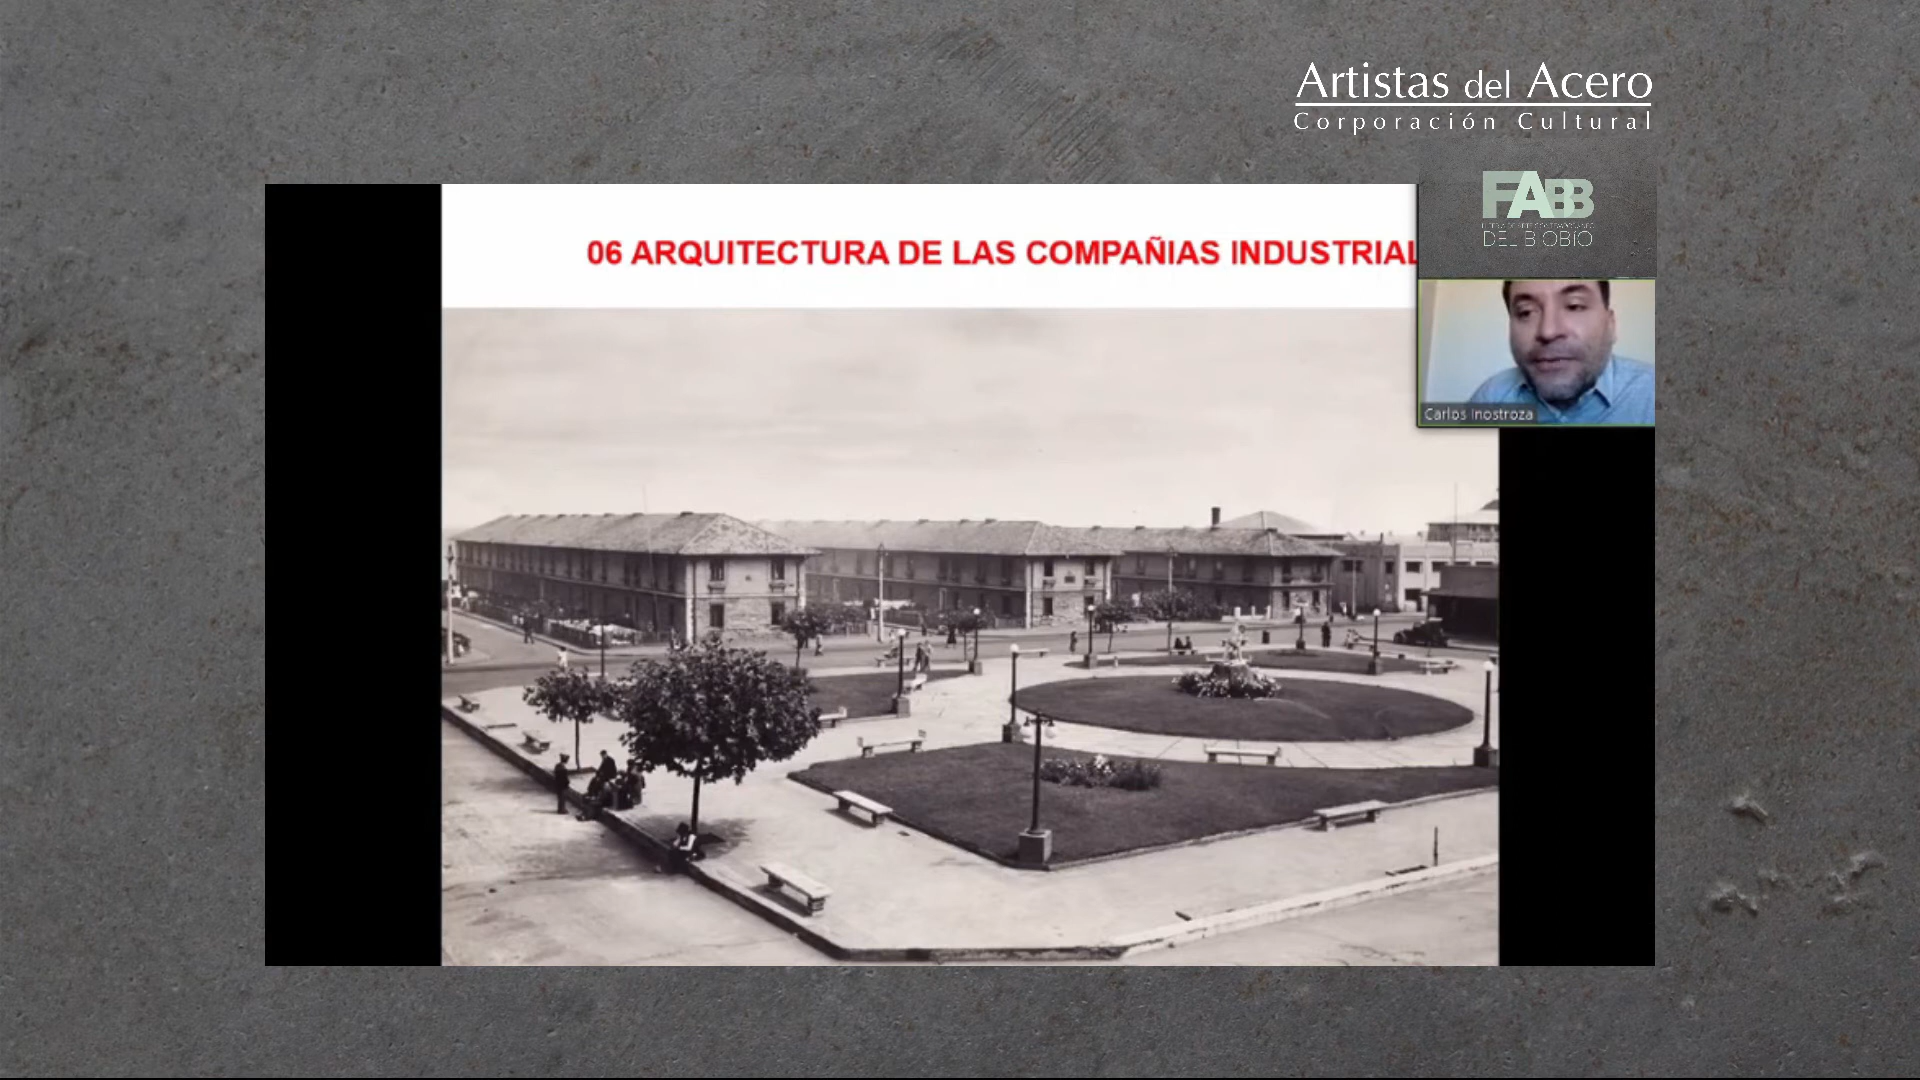 Artistas del Acero
Corporación Cultural
FABB
DEL BIOBIO
06 ARQUITECTURA DE LAS COMPAÑIAS INDUSTRIAL
Carlos Inostroza